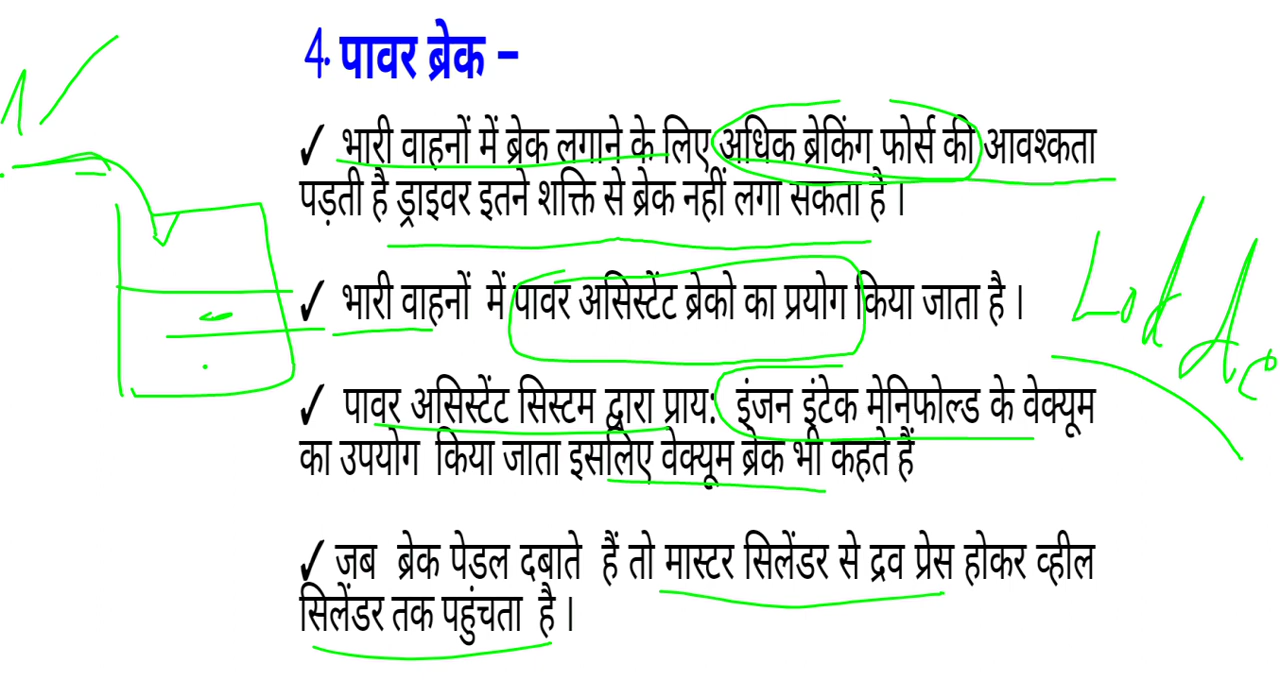 4. पावर ब्रेक –
✓ भारी वाहनों में ब्रेक लगाने के लिए अधिक ब्रेकिंग फोर्स की आवश्कता
पड़ती है ड्राइवर इतने शक्ति से ब्रेक नहीं लगा सकता है ।
✓ भारी वाहनों में पावर असिस्टेंट ब्रेको का प्रयोग किया जाता है ।
✓ पावर असिस्टेंट सिस्टम द्वारा प्राय: इंजन इंटेक मेनिफोल्ड के वेक्यूम
का उपयोग किया जाता इसलिए वेक्यूम ब्रेक भी कहते हैं
✓ जब ब्रेक पेडल दबाते हैं तो मास्टर सिलेंडर से द्रव प्रेस होकर व्हील
सिलेंडर तक पहुंचता है ।